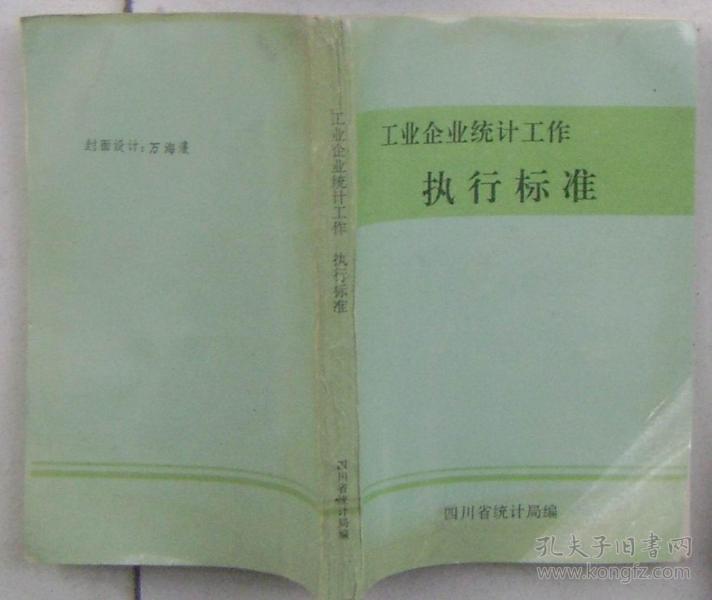 封面设计：万海漫
工业企业统计工作 执行标准
四川省统计局编
工业企业统计工作
执行标准
四川省统计局编
孔夫子旧書网
www.kongfz.com